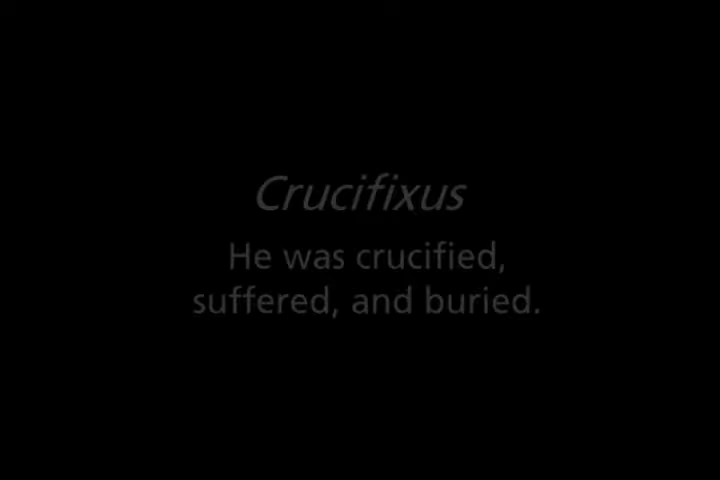 Crucifixus
He was crucified,
suffered, and buried.